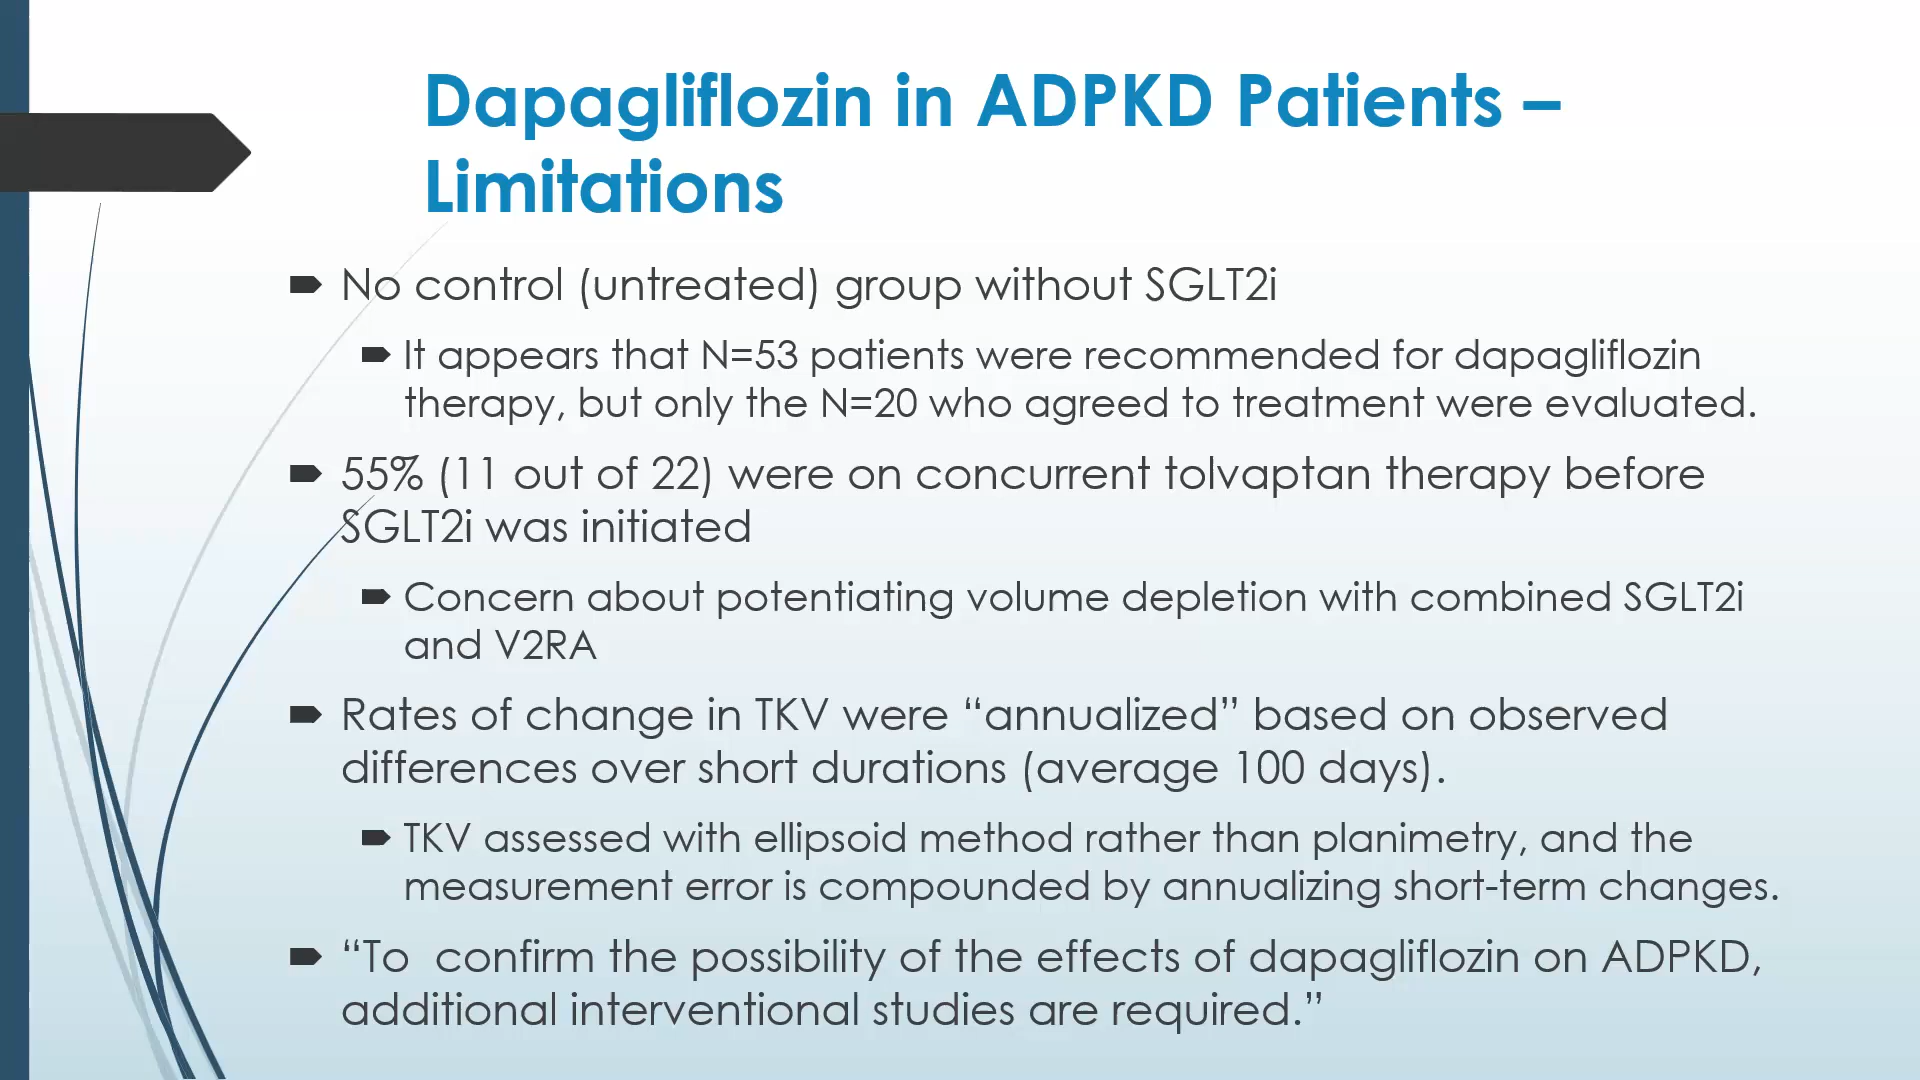 Dapagliflozin in ADPKD Patients –
Limitations
No control (untreated) group without SGLT2i
It appears that N=53 patients were recommended for dapagliflozin
therapy, but only the N=20 who agreed to treatment were evaluated.
55% (11 out of 22) were on concurrent tolvaptan therapy before
SGLT2i was initiated
Concern about potentiating volume depletion with combined SGLT2i
and V2RA
Rates of change in TKV were “annualized” based on observed
differences over short durations (average 100 days).
TKV assessed with ellipsoid method rather than planimetry, and the
measurement error is compounded by annualizing short-term changes.
“To  confirm the possibility of the effects of dapagliflozin on ADPKD,
additional interventional studies are required.”